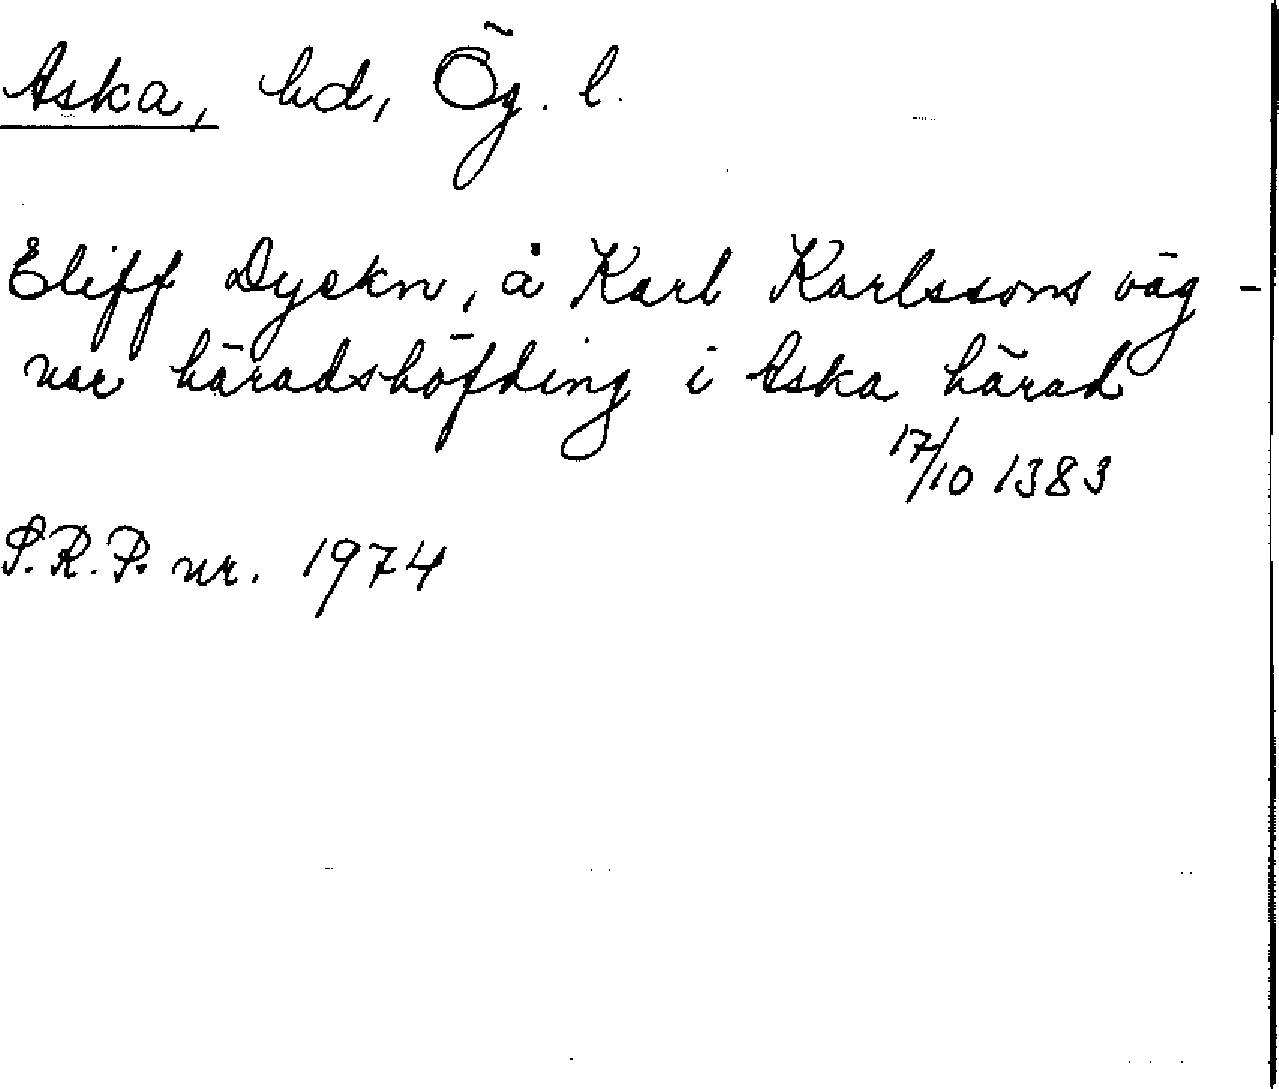 Aska, hd, Ög. l.
Eliff Dyekn, å Karl Karlssons väg-
nar häradshöfding i Aska härad
17/10 1383
S.R.P. nr. 1974